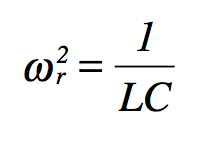 ω_r^2 = 1/LC